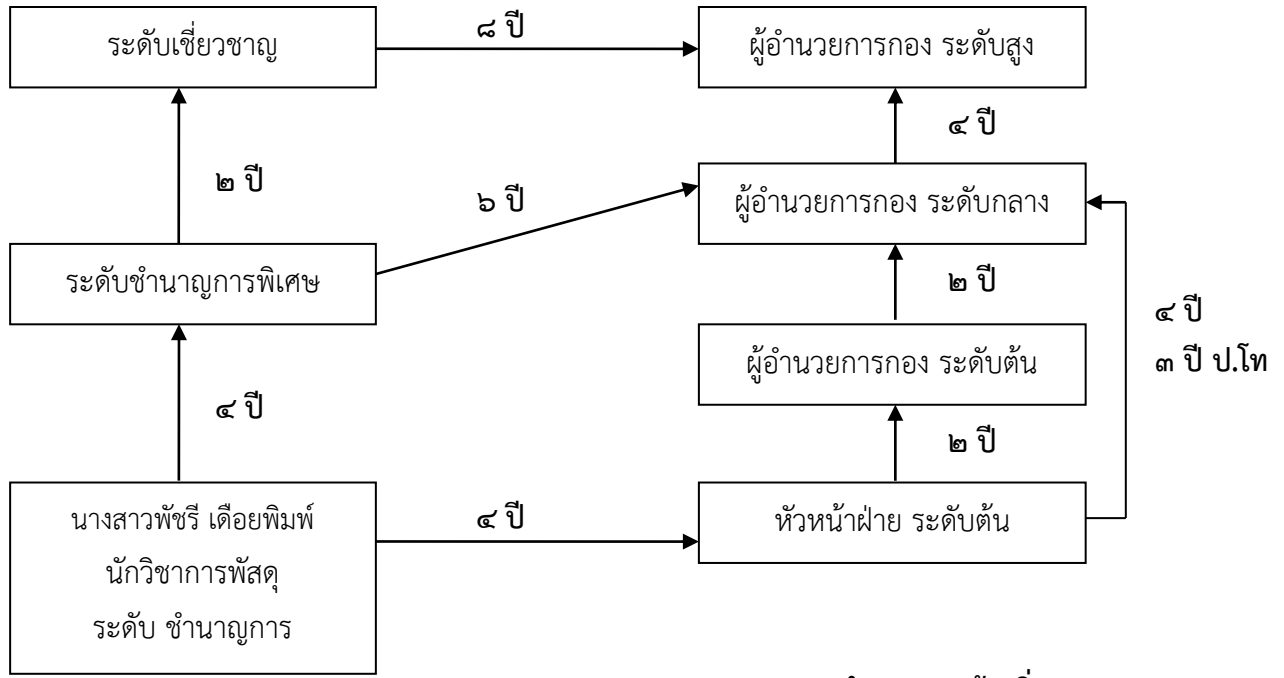 ระดับเชี่ยวชาญ
๘ ปี
ผู้อำนวยการกอง ระดับสูง
๔ ปี
๒ ปี
๖ ปี
ผู้อำนวยการกอง ระดับกลาง
ระดับชำนาญการพิเศษ
๒ ปี
๔ ปี
๓ ปี ป.โท
ผู้อำนวยการกอง ระดับต้น
๔ ปี
๒ ปี
นางสาวพัชรี เดือยพิมพ์
นักวิชาการพัสดุ
ระดับ ชำนาญการ
๔ ปี
หัวหน้าฝ่าย ระดับต้น